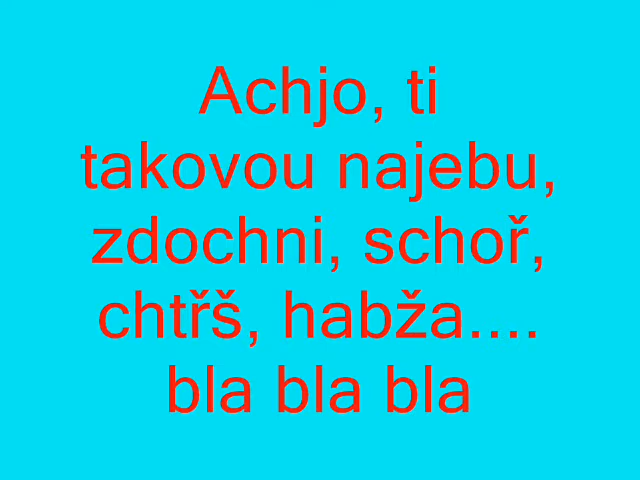 Achjo, ti
takovou najebu,
zdochni, schoř,
chtřš, habža....
bla bla bla